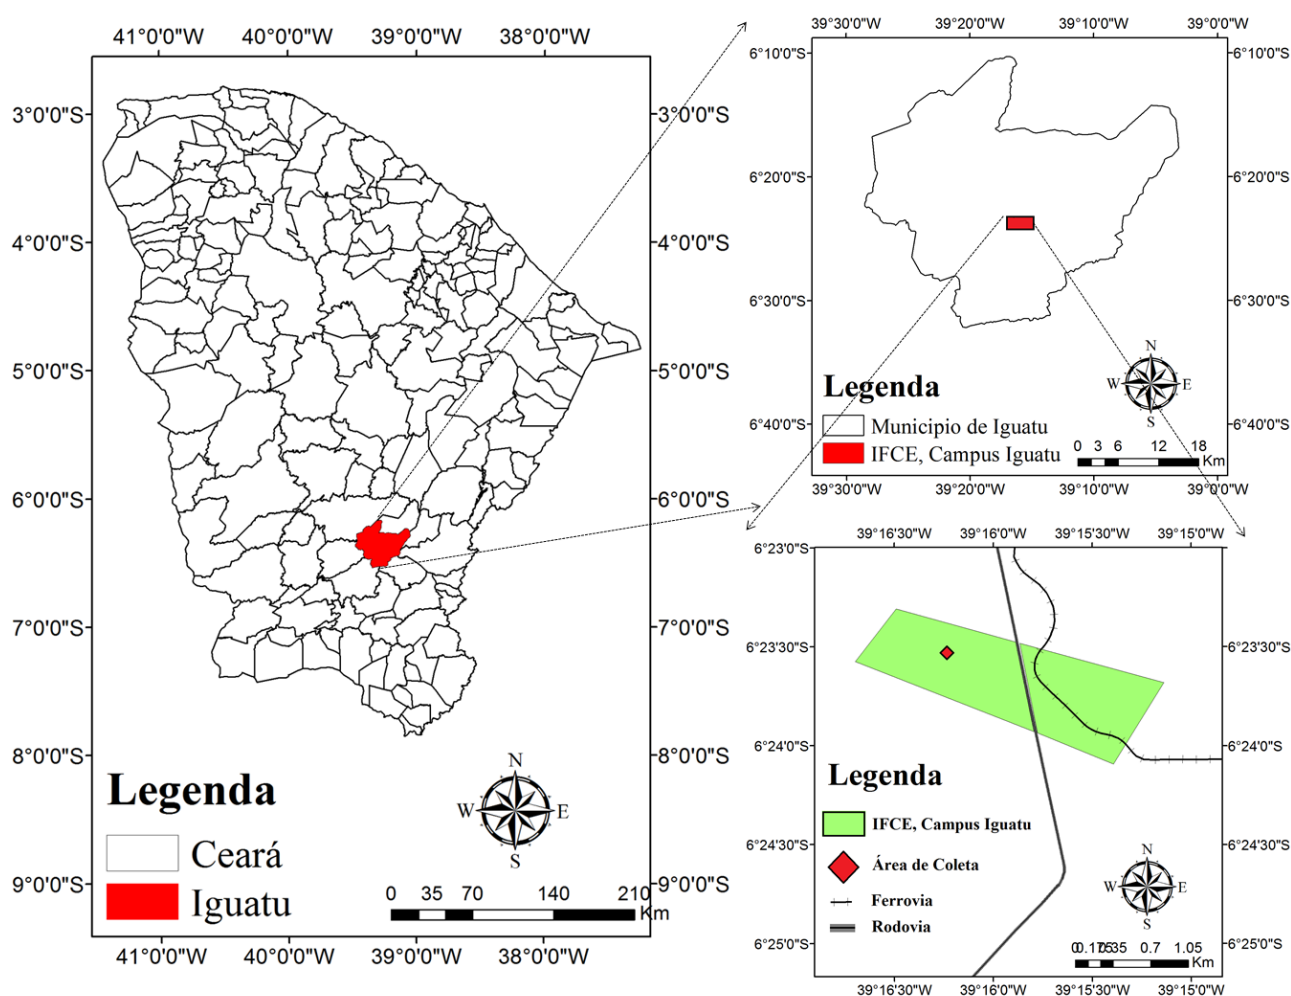 41°0'0"W 40°0'0"W 39°0'0"W 38°0'0"W
3°0'0"S 3°0'0"S
4°0'0"S 4°0'0"S
5°0'0"S 5°0'0"S
6°0'0"S 6°0'0"S
7°0'0"S 7°0'0"S
8°0'0"S 8°0'0"S
9°0'0"S 9°0'0"S
Legenda
Ceará
Iguatu
N
W E
S
0 35 70 140 210
Km
41°0'0"W 40°0'0"W 39°0'0"W 38°0'0"W
39°30'0"W 39°20'0"W 39°10'0"W 39°0'0"W
6°10'0"S 6°10'0"S
6°20'0"S 6°20'0"S
6°30'0"S 6°30'0"S
6°40'0"S 6°40'0"S
N
W E
S
Legenda
Municipio de Iguatu
IFCE, Campus Iguatu
0 3 6 12 18
Km
39°30'0"W 39°20'0"W 39°10'0"W 39°0'0"W
39°16'30"W 39°16'0"W 39°15'30"W 39°15'0"W
6°23'0"S 6°23'0"S
6°23'30"S 6°23'30"S
6°24'0"S 6°24'0"S
6°24'30"S 6°24'30"S
6°25'0"S 6°25'0"S
Legenda
IFCE, Campus Iguatu
Área de Coleta
Ferrovia
Rodovia
N
W E
S
0 0.175 0.35 0.7 1.05
Km
39°16'30"W 39°16'0"W 39°15'30"W 39°15'0"W